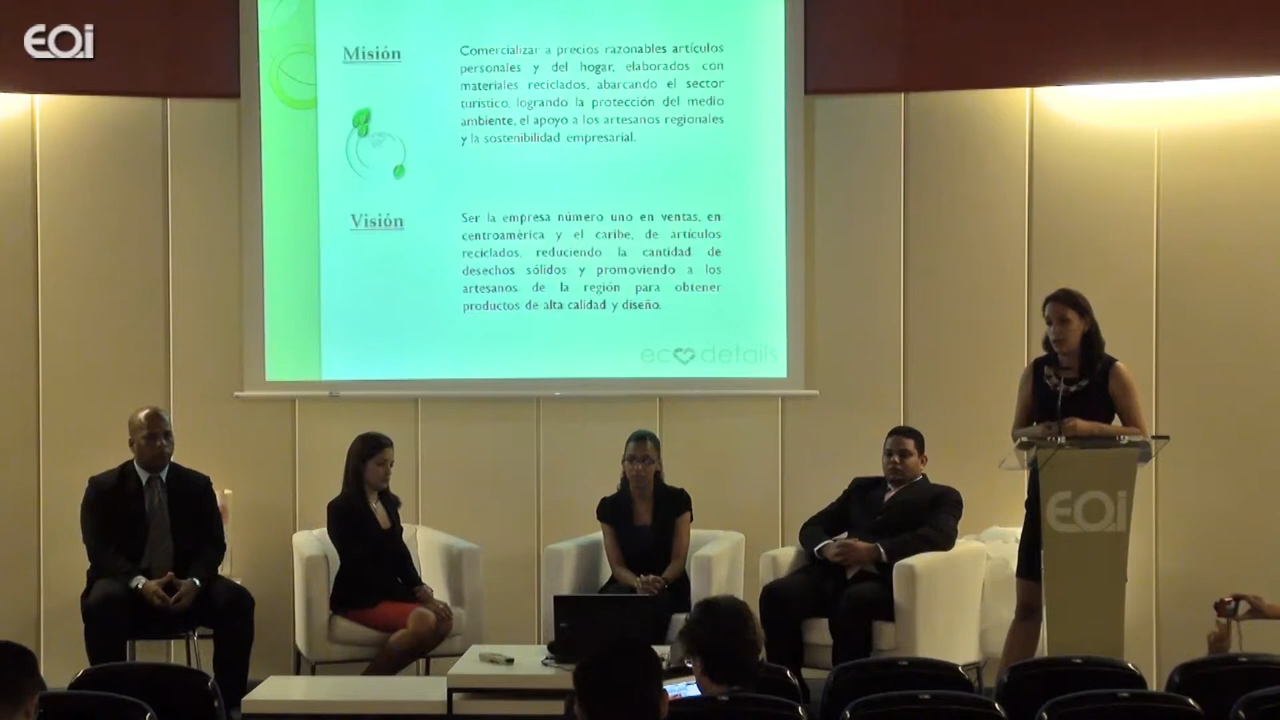 EOi
Misión
Comercializar a precios razonables artículos
personales y del hogar, elaborados con
materiales reciclados, abarcando el sector
turístico, logrando la protección del medio
ambiente, el apoyo a los artesanos regionales
y la sostenibilidad empresarial.
Visión
Ser la empresa número uno en ventas, en
centroamérica y el caribe, de artículos
reciclados, reduciendo la cantidad de
desechos sólidos y promoviendo a los
artesanos de la región para obtener
productos de alta calidad y diseño.
ecodetails
EOi